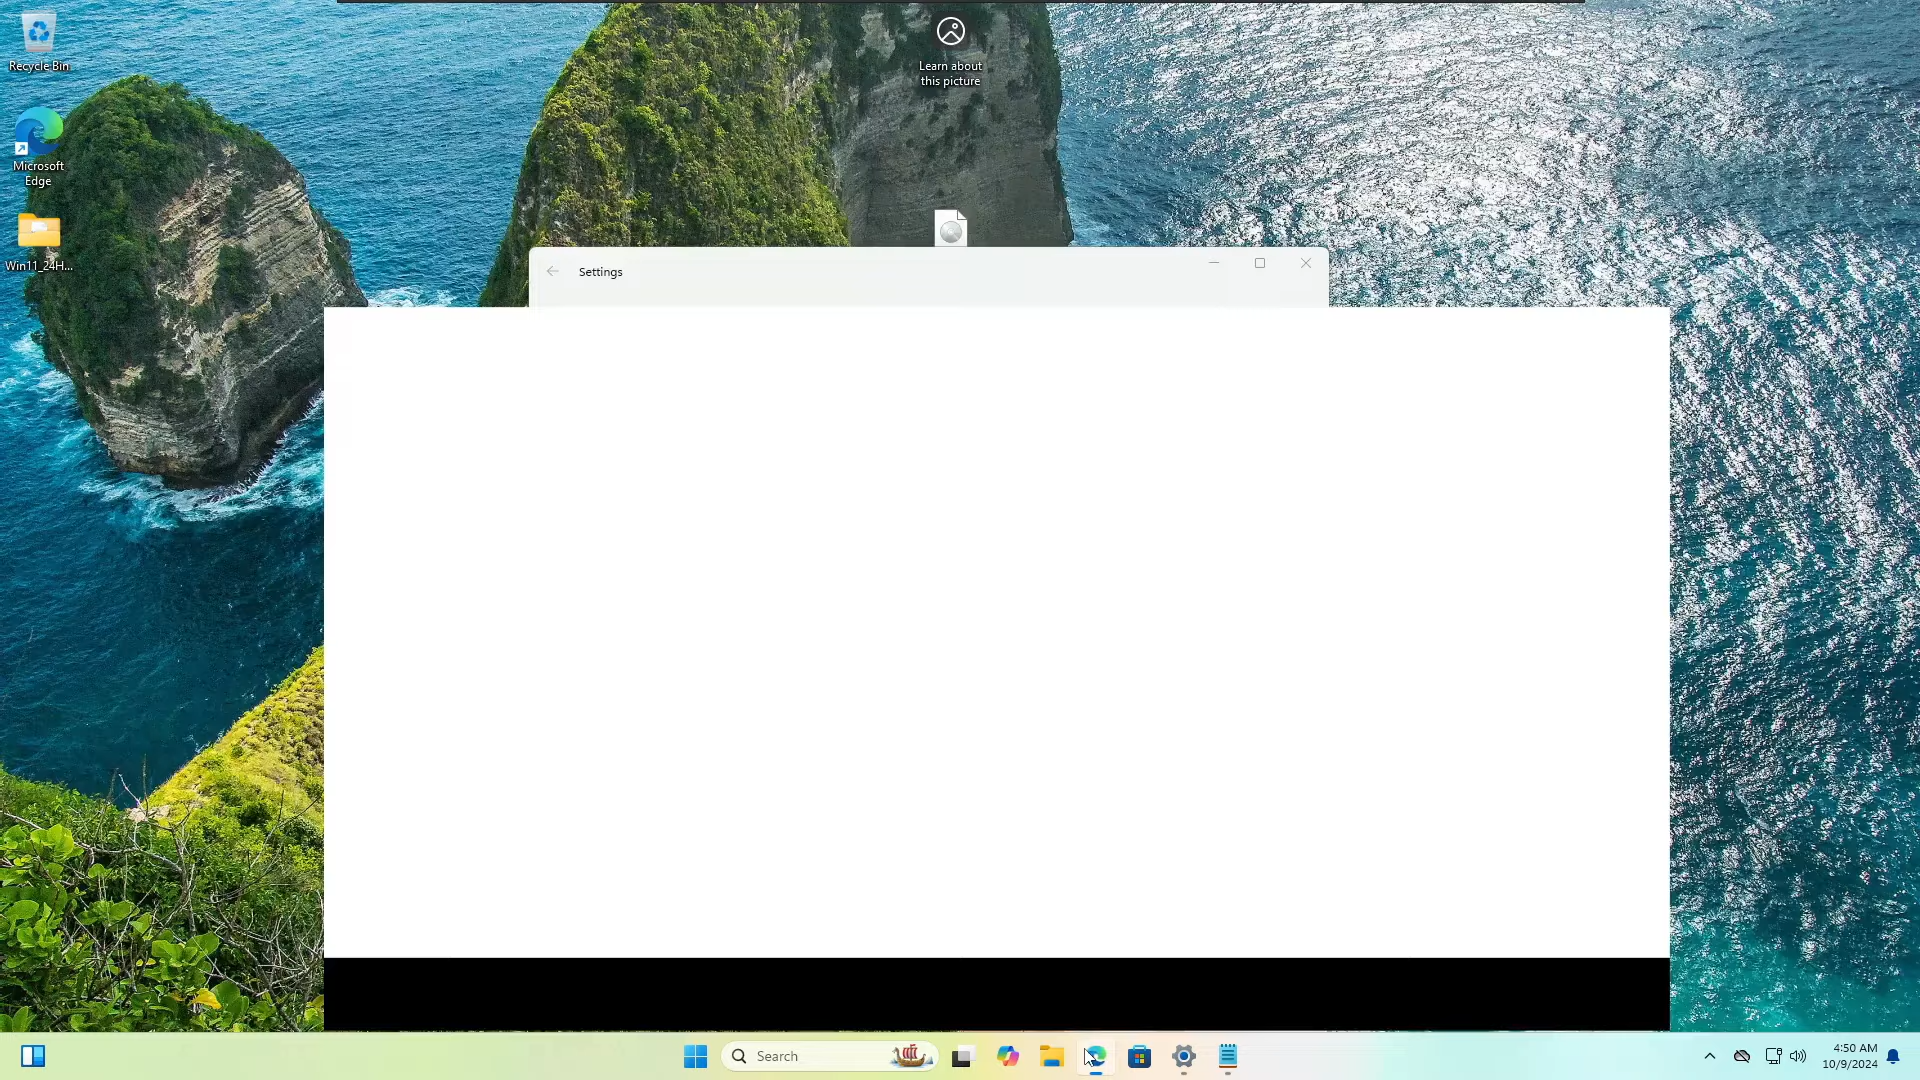 Recycle Bin
Learn about
this picture
Microsoft
Edge
Win11_24H...
Settings
Search
4:50 AM
10/9/2024